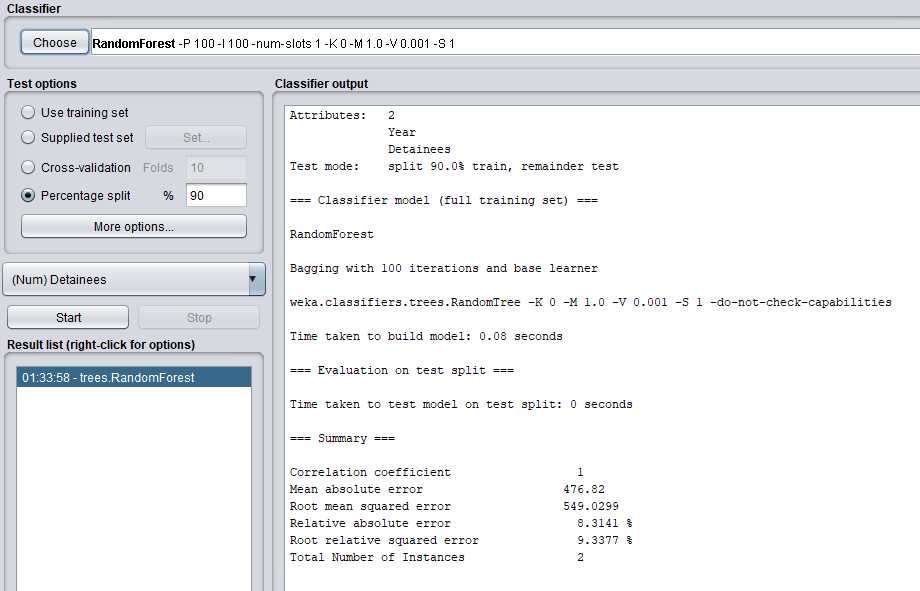 Classifier
Choose RandomForest -P 100 -I 100 -num-slots 1 -K 0 -M 1.0 -V 0.001 -S 1
Test options
Use training set
Supplied test set Set...
Cross-validation Folds 10
Percentage split % 90
More options...
(Num) Detainees
Start Stop
Result list (right-click for options)
01:33:58 - trees.RandomForest
Classifier output
Attributes: 2
Year
Detainees
Test mode: split 90.0% train, remainder test
=== Classifier model (full training set) ===
RandomForest
Bagging with 100 iterations and base learner
weka.classifiers.trees.RandomTree -K 0 -M 1.0 -V 0.001 -S 1 -do-not-check-capabilities
Time taken to build model: 0.08 seconds
=== Evaluation on test split ===
Time taken to test model on test split: 0 seconds
=== Summary ===
Correlation coefficient 1
Mean absolute error 476.82
Root mean squared error 549.0299
Relative absolute error 8.3141 %
Root relative squared error 9.3377 %
Total Number of Instances 2